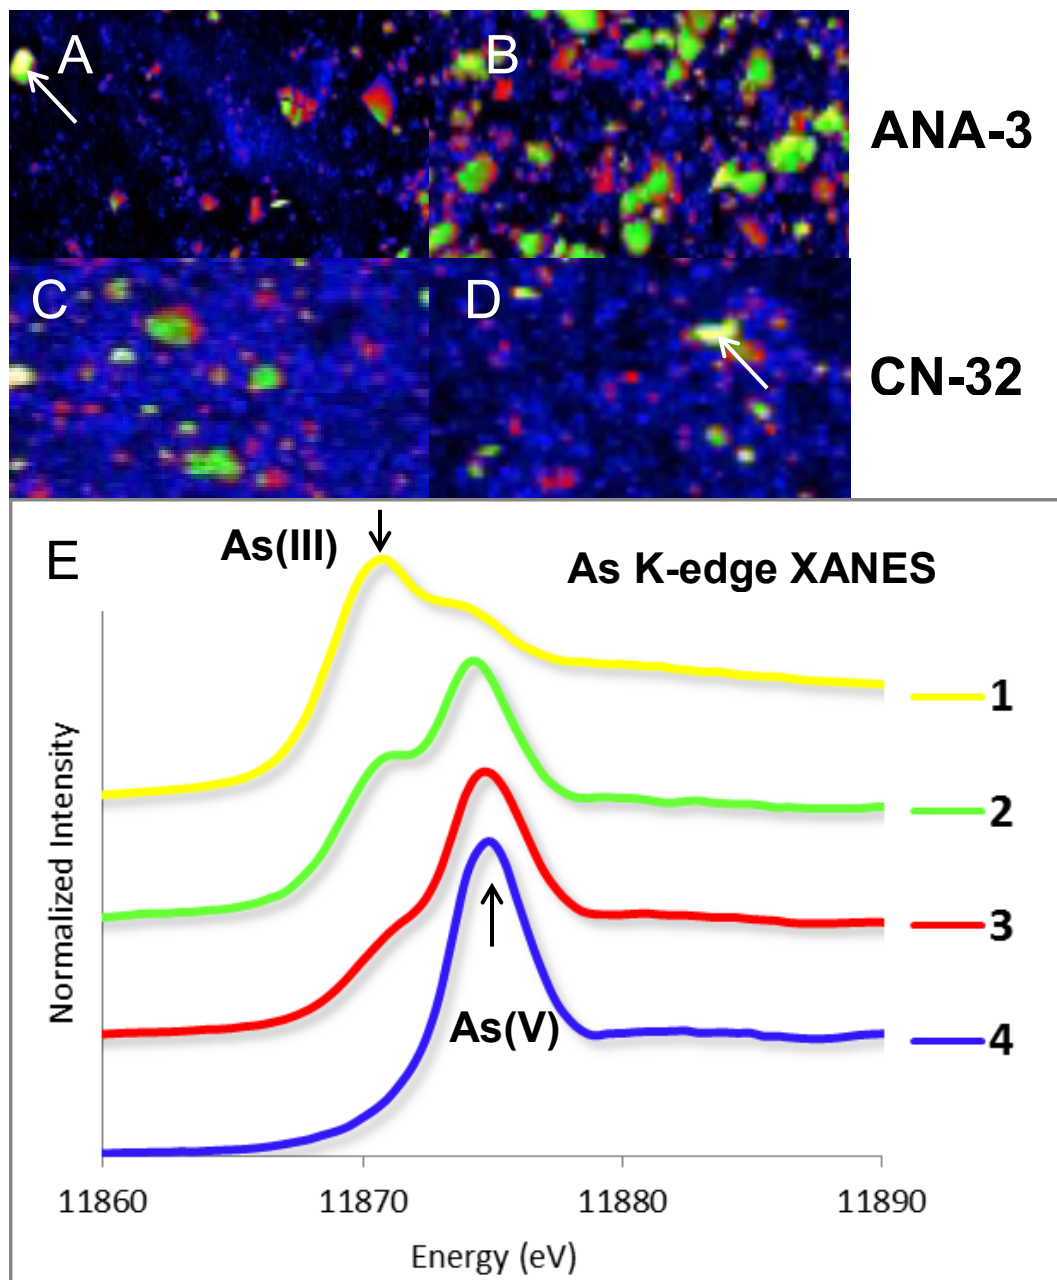 A
B
ANA-3
C
D
CN-32
E
As(III)
As K-edge XANES
1
2
3
4
As(V)
Normalized Intensity
11860
11870
11880
11890
Energy (eV)